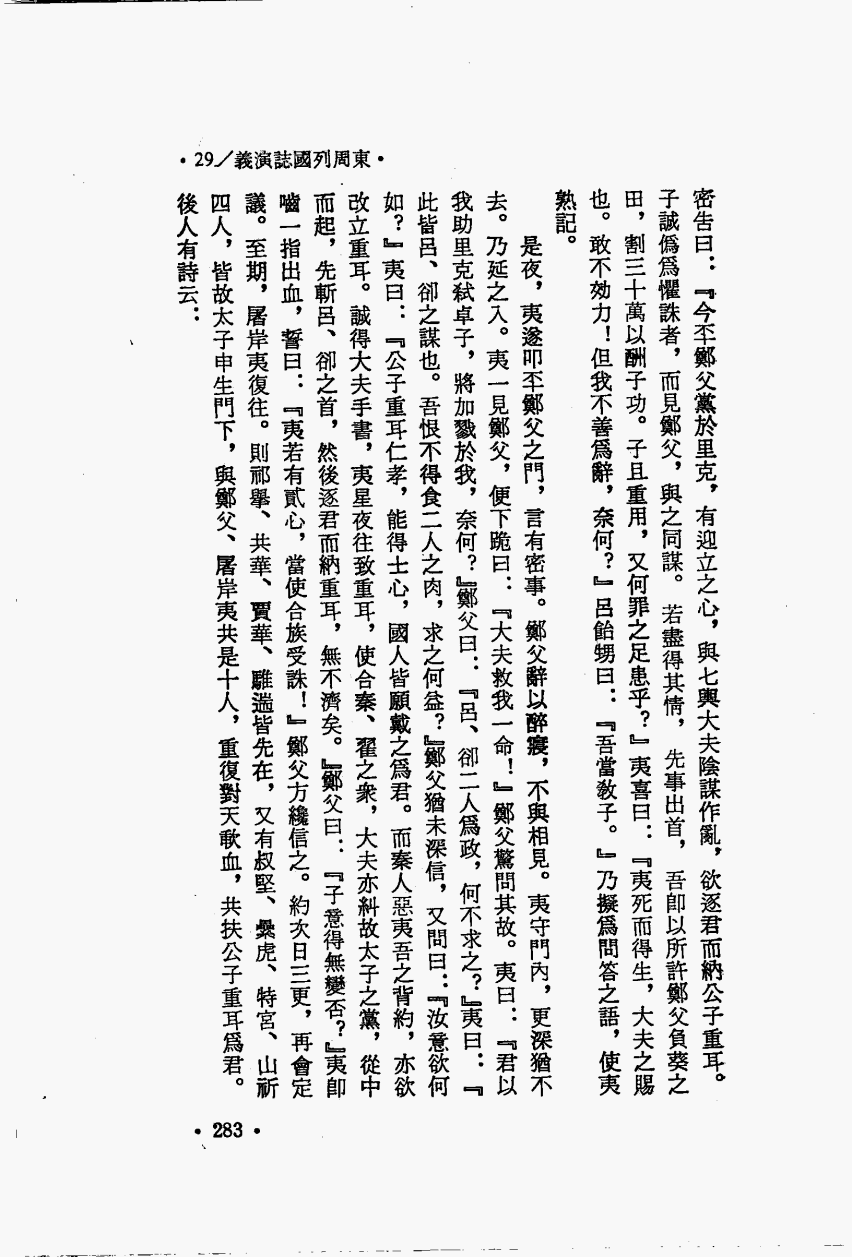 ·東周列國誌演義/29·
密告曰：『今丕鄭父黨於里克，有迎立之心，與七輿大夫陰謀作亂，欲逐君而納公子重耳。
子誠僞爲懼誅者，而見鄭父，與之同謀。若盡得其情，先事出首，吾卽以所許鄭父負葵之
田，割三十萬以酬子功。子且重用，又何罪之足患乎？』夷喜曰：『夷死而得生，大夫之賜
也。敢不効力！但我不善爲辭，奈何？』呂飴甥曰：『吾當敎子。』乃擬爲問答之語，使夷
熟記。
是夜，夷遂叩丕鄭父之門，言有密事。鄭父辭以醉寢，不與相見。夷守門內，更深猶不
去。乃延之入。夷一見鄭父，便下跪曰：『大夫救我一命！』鄭父驚問其故。夷曰：『君以
我助里克弒卓子，將加戮於我，奈何？』鄭父曰：『呂、郤二人爲政，何不求之？』夷曰：『
此皆呂、郤之謀也。吾恨不得食二人之肉，求之何益？』鄭父猶未深信，又問曰：『汝意欲何
如？』夷曰：『公子重耳仁孝，能得士心，國人皆願戴之爲君。而秦人惡夷吾之背約，亦欲
改立重耳。誠得大夫手書，夷星夜往致重耳，使合秦、翟之衆，大夫亦糾故太子之黨，從中
而起，先斬呂、郤之首，然後逐君而納重耳，無不濟矣。』鄭父曰：『子意得無變否？』夷卽
嚙一指出血，誓曰：『夷若有貳心，當使合族受誅！』鄭父方纔信之。約次日三更，再會定
議。至期，屠岸夷復往。則祁舉、共華、賈華、騅遄皆先在，又有叔堅、纍虎、特宮、山祈
四人，皆故太子申生門下，與鄭父、屠岸夷共是十人，重復對天歃血，共扶公子重耳爲君。
後人有詩云：
·283·